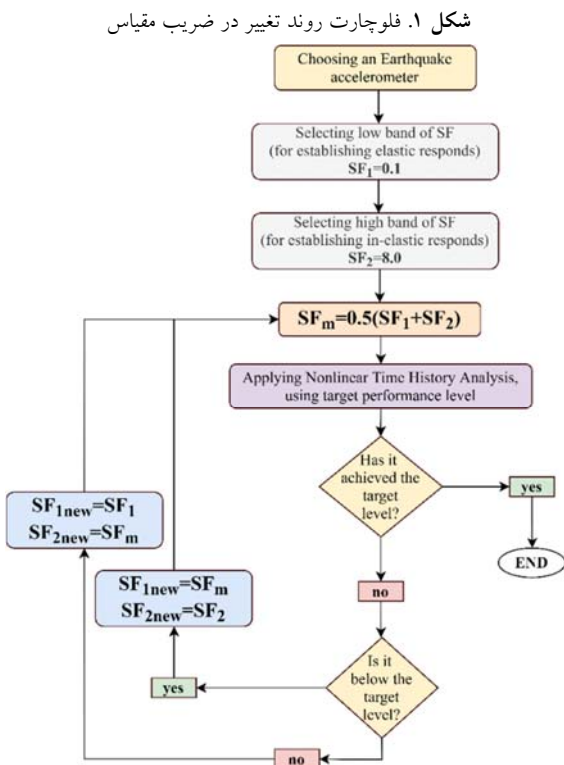 شکل ۱. فلوچارت روند تغییر در ضریب مقیاس
Choosing an Earthquake
accelerometer
Selecting low band of SF
(for establishing elastic responds)
SF₁=0.1
Selecting high band of SF
(for establishing in-elastic responds)
SF₂=8.0
SFₘ=0.5(SF₁+SF₂)
Applying Nonlinear Time History Analysis,
using target performance level
Has it
achieved the
target
level?
yes
END
no
Is it
below the
target
level?
yes
SF₁new=SFₘ
SF₂new=SF₂
no
SF₁new=SF₁
SF₂new=SFₘ